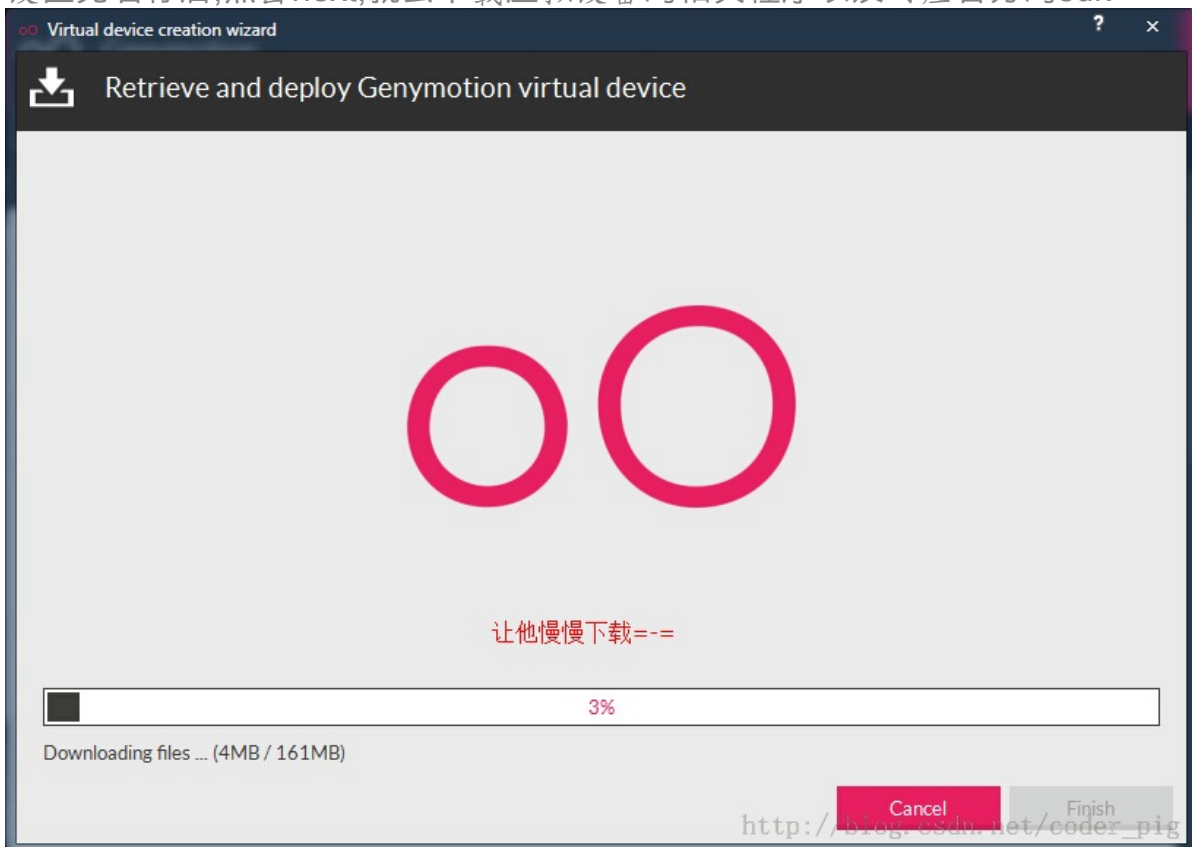 Virtual device creation wizard ? ×
Retrieve and deploy Genymotion virtual device
让他慢慢下载=-=
3%
Downloading files ... (4MB / 161MB)
Cancel Finish
http://blog.csdn.net/coder_pig